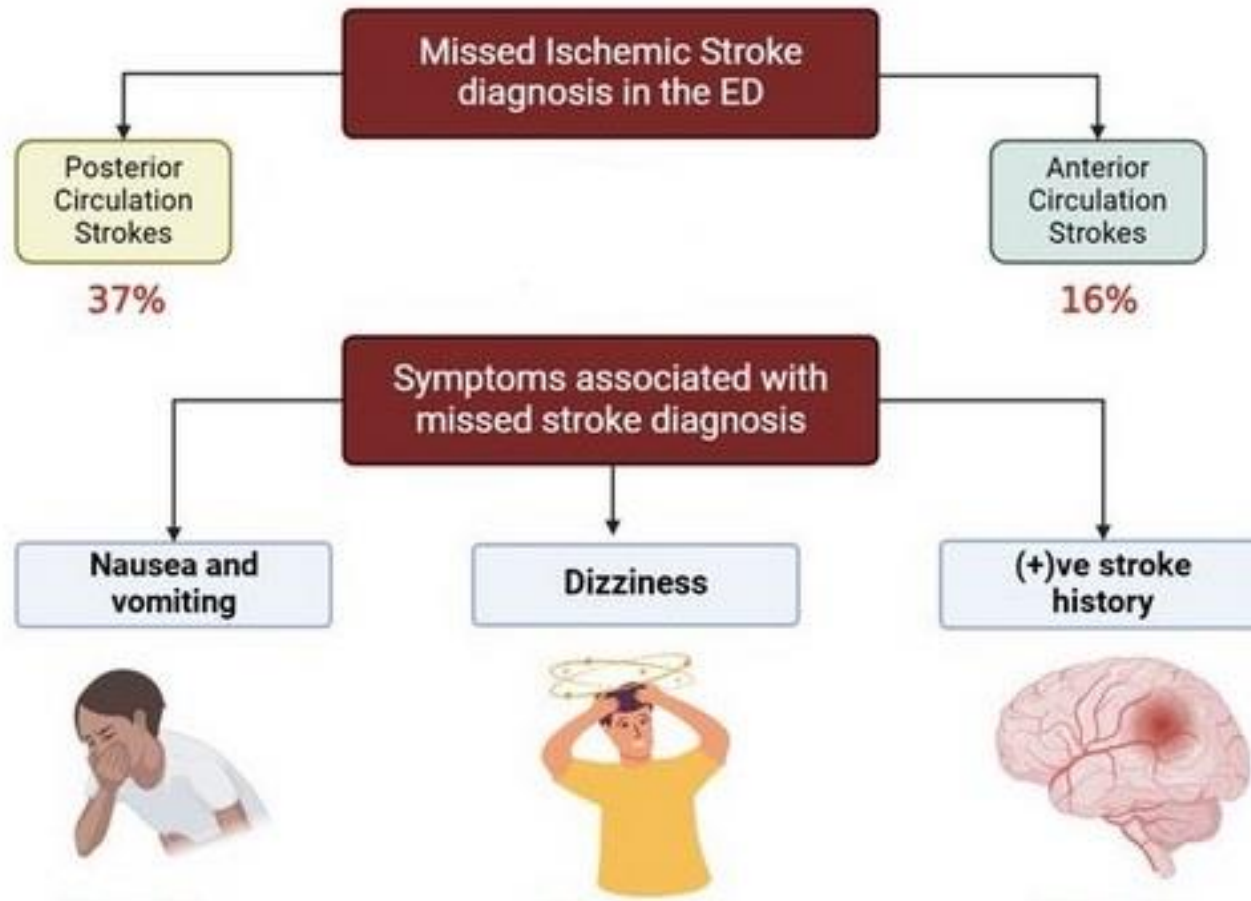 Missed Ischemic Stroke
diagnosis in the ED
Posterior
Circulation
Strokes
37%
Anterior
Circulation
Strokes
16%
Symptoms associated with
missed stroke diagnosis
Nausea and
vomiting
Dizziness
(+)ve stroke
history